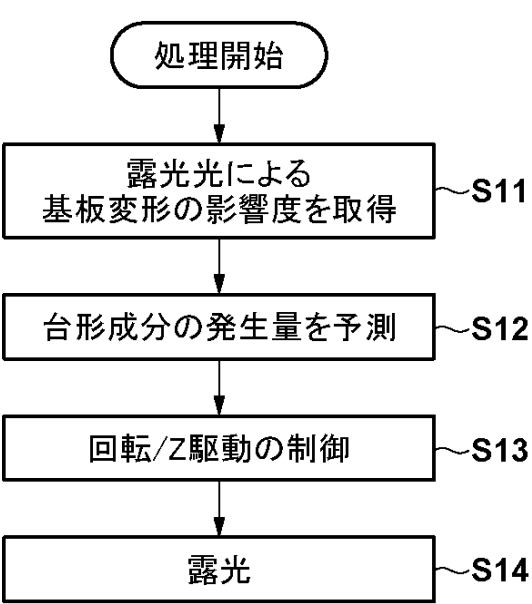 処理開始
露光光による
基板変形の影響度を取得
S11
台形成分の発生量を予測
S12
回転/Z駆動の制御
S13
露光
S14